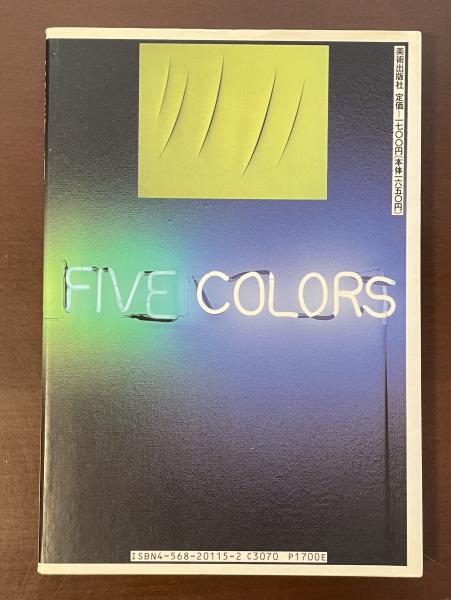 美術出版社 定価一七〇〇円(本体一六五〇円)
FIVE COLORS
ISBN4-568-20115-2 C3070 P1700E